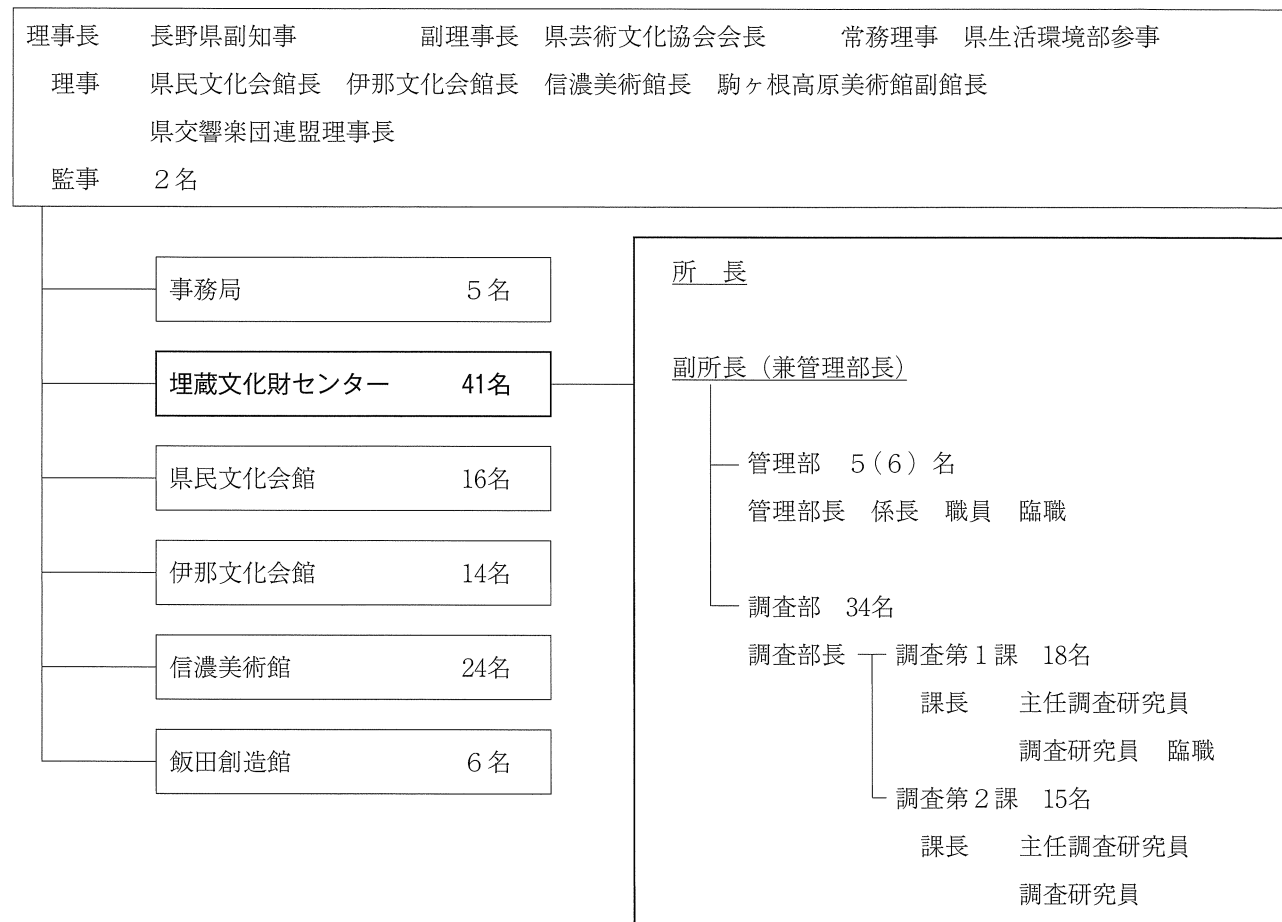 理事長 長野県副知事 副理事長 県芸術文化協会会長 常務理事 県生活環境部参事
理事 県民文化会館長 伊那文化会館長 信濃美術館長 駒ヶ根高原美術館副館長
県交響楽団連盟理事長
監事 2名
事務局 5名
埋蔵文化財センター 41名
県民文化会館 16名
伊那文化会館 14名
信濃美術館 24名
飯田創造館 6名
所 長
副所長（兼管理部長）
管理部 5（6）名
管理部長 係長 職員 臨職
調査部 34名
調査部長 調査第1課 18名
課長 主任調査研究員
調査研究員 臨職
調査第2課 15名
課長 主任調査研究員
調査研究員